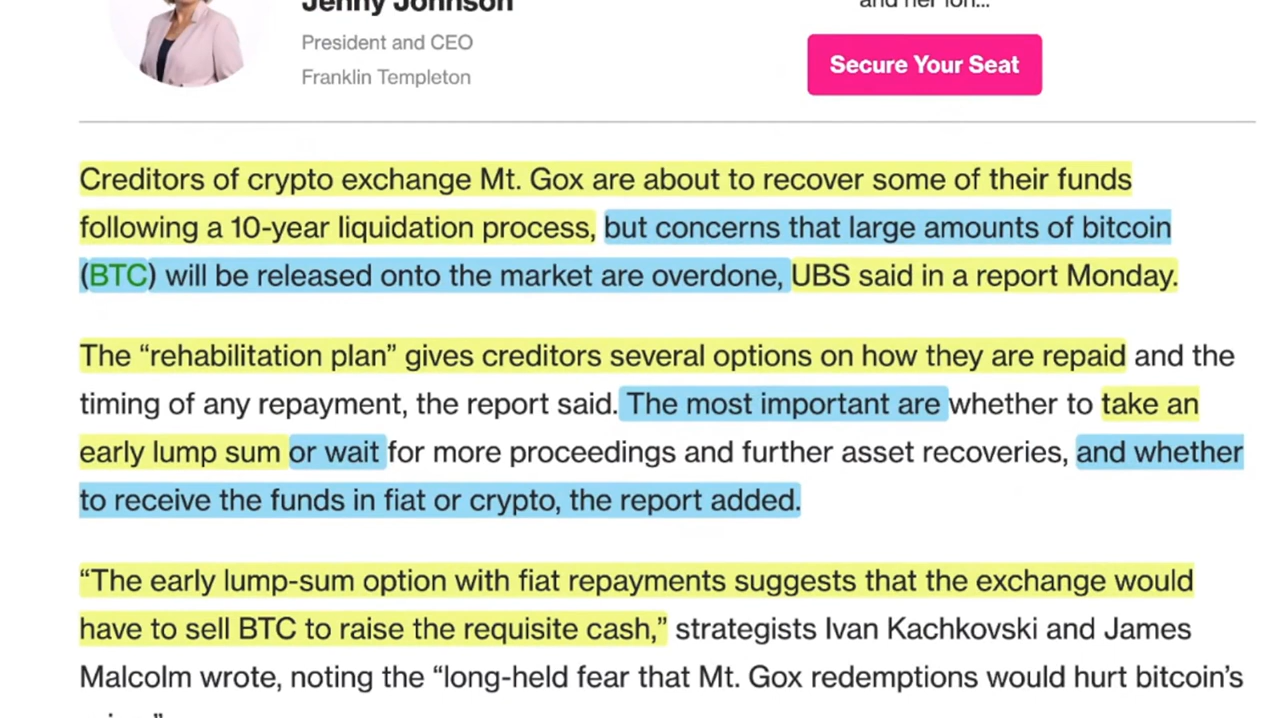 Jenny Johnson
President and CEO
Franklin Templeton
and her fon...
Secure Your Seat
Creditors of crypto exchange Mt. Gox are about to recover some of their funds
following a 10-year liquidation process, but concerns that large amounts of bitcoin
(BTC) will be released onto the market are overdone, UBS said in a report Monday.
The “rehabilitation plan” gives creditors several options on how they are repaid and the
timing of any repayment, the report said. The most important are whether to take an
early lump sum or wait for more proceedings and further asset recoveries, and whether
to receive the funds in fiat or crypto, the report added.
“The early lump-sum option with fiat repayments suggests that the exchange would
have to sell BTC to raise the requisite cash,” strategists Ivan Kachkovski and James
Malcolm wrote, noting the “long-held fear that Mt. Gox redemptions would hurt bitcoin’s